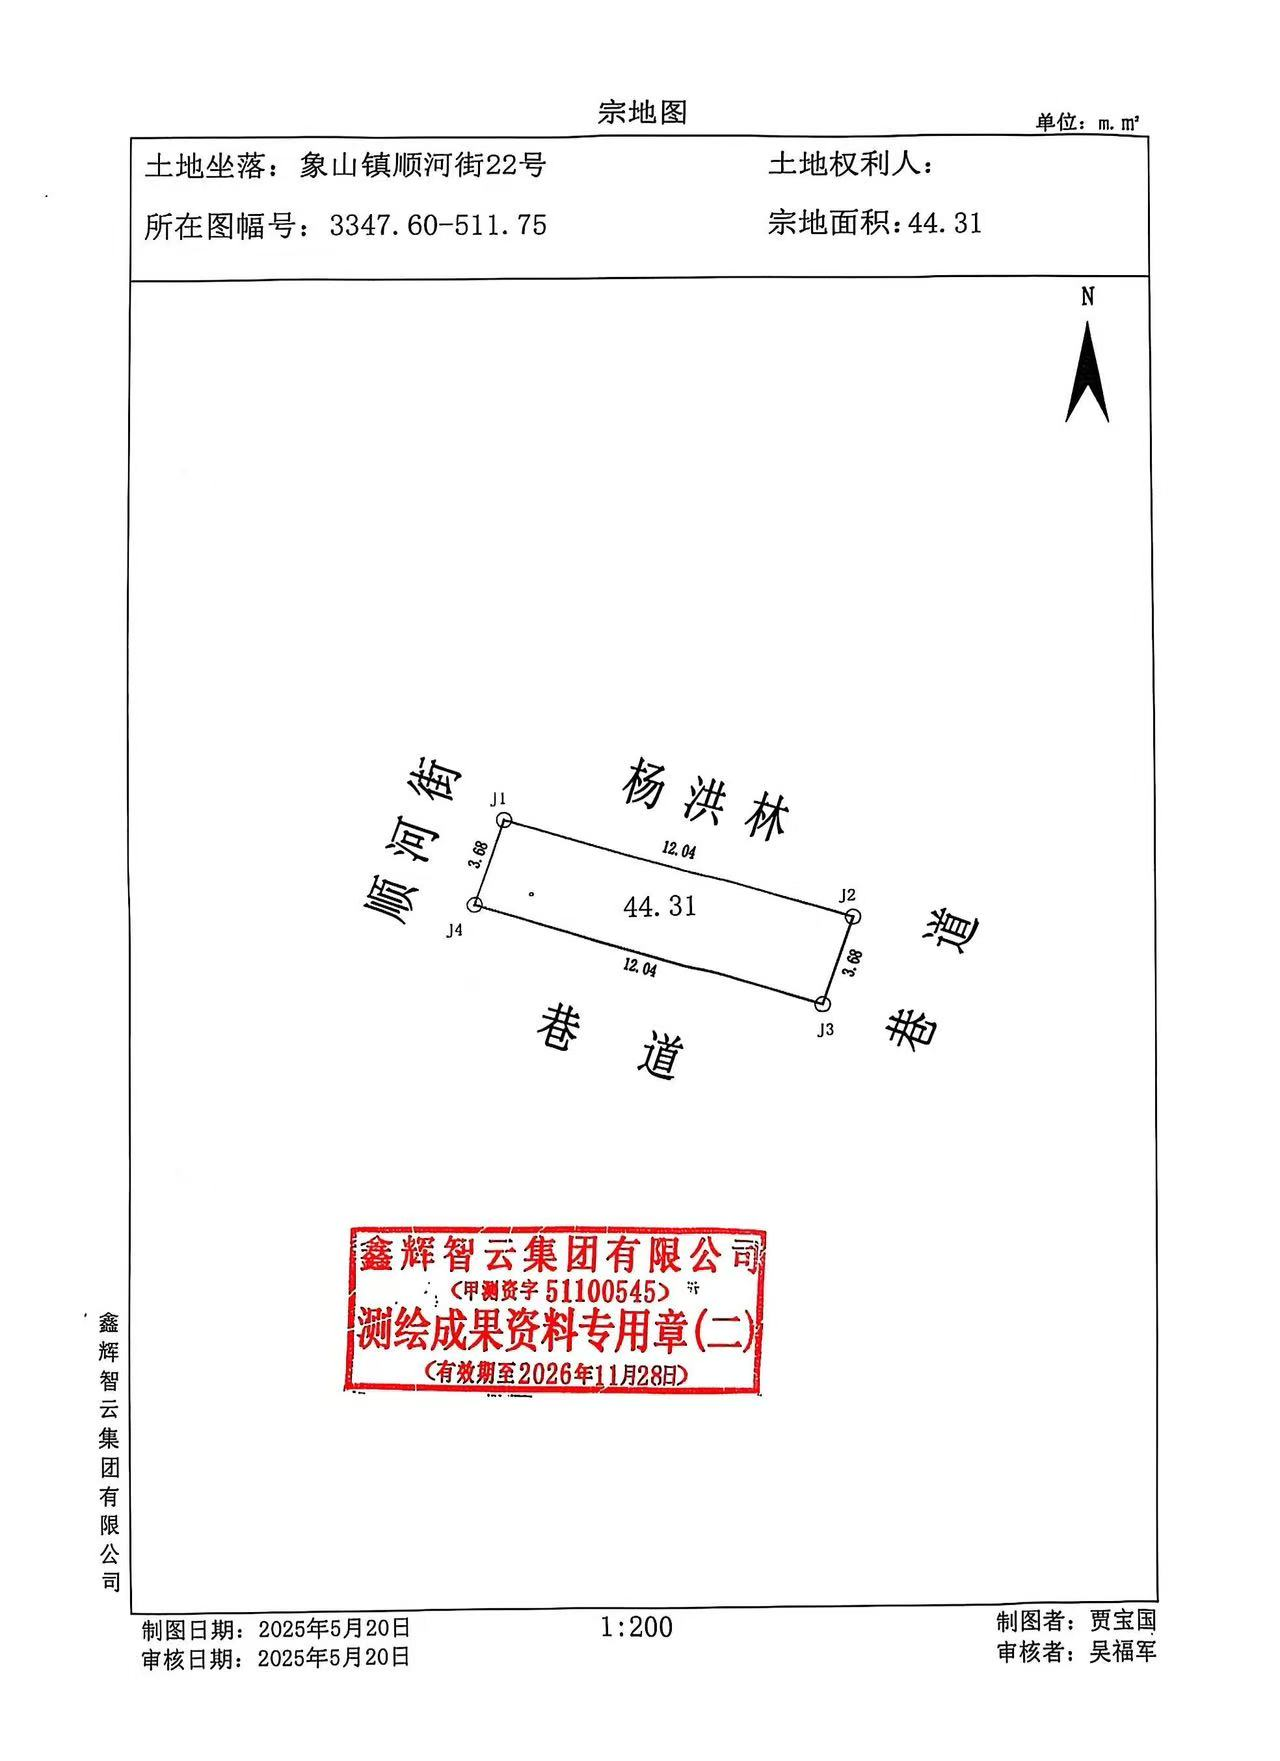 宗地图
单位：m.m²
土地坐落：象山镇顺河街22号
土地权利人：
所在图幅号：3347.60-511.75
宗地面积:44.31
N
顺河街
杨洪林
J1
12.04
3.68
J2
44.31
J4
3.68
12.04
J3
巷道
巷道
鑫辉智云集团有限公司
（甲测资字51100545）
测绘成果资料专用章(二)
（有效期至2026年11月28日）
鑫辉智云集团有限公司
制图日期：2025年5月20日
1:200
制图者：贾宝国
审核日期：2025年5月20日
审核者：吴福军